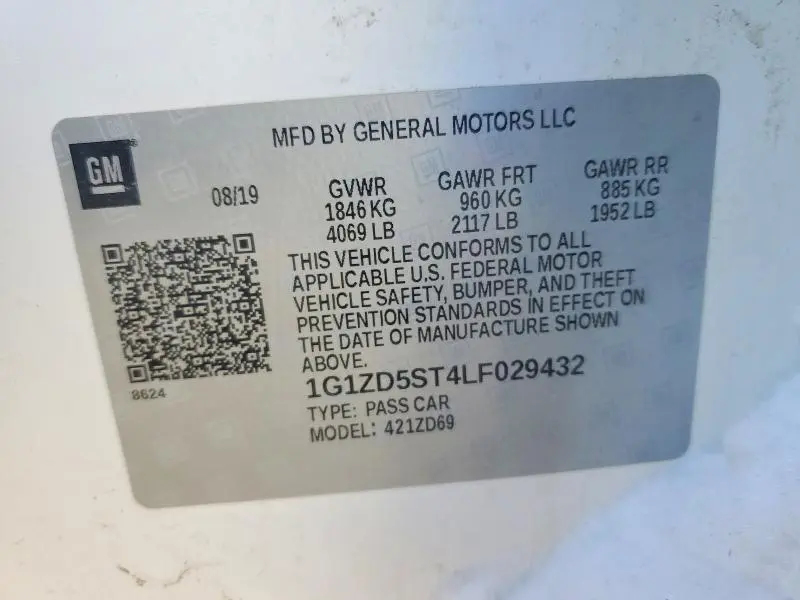 MFD BY GENERAL MOTORS LLC
GM®
08/19
GVWR
1846 KG
4069 LB
GAWR FRT
960 KG
2117 LB
GAWR RR
885 KG
1952 LB
THIS VEHICLE CONFORMS TO ALL
APPLICABLE U.S. FEDERAL MOTOR
VEHICLE SAFETY, BUMPER, AND THEFT
PREVENTION STANDARDS IN EFFECT ON
THE DATE OF MANUFACTURE SHOWN
ABOVE.
8624
1G1ZD5ST4LF029432
TYPE: PASS CAR
MODEL: 421ZD69